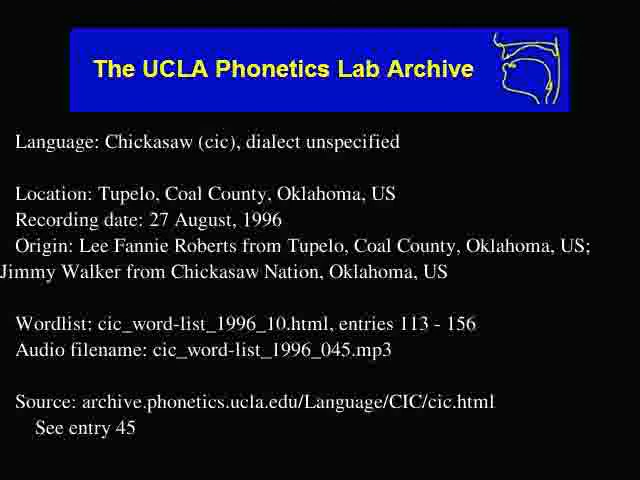 The UCLA Phonetics Lab Archive
Language: Chickasaw (cic), dialect unspecified
Location: Tupelo, Coal County, Oklahoma, US
Recording date: 27 August, 1996
Origin: Lee Fannie Roberts from Tupelo, Coal County, Oklahoma, US;
Jimmy Walker from Chickasaw Nation, Oklahoma, US
Wordlist: cic_word-list_1996_10.html, entries 113 - 156
Audio filename: cic_word-list_1996_045.mp3
Source: archive.phonetics.ucla.edu/Language/CIC/cic.html
See entry 45